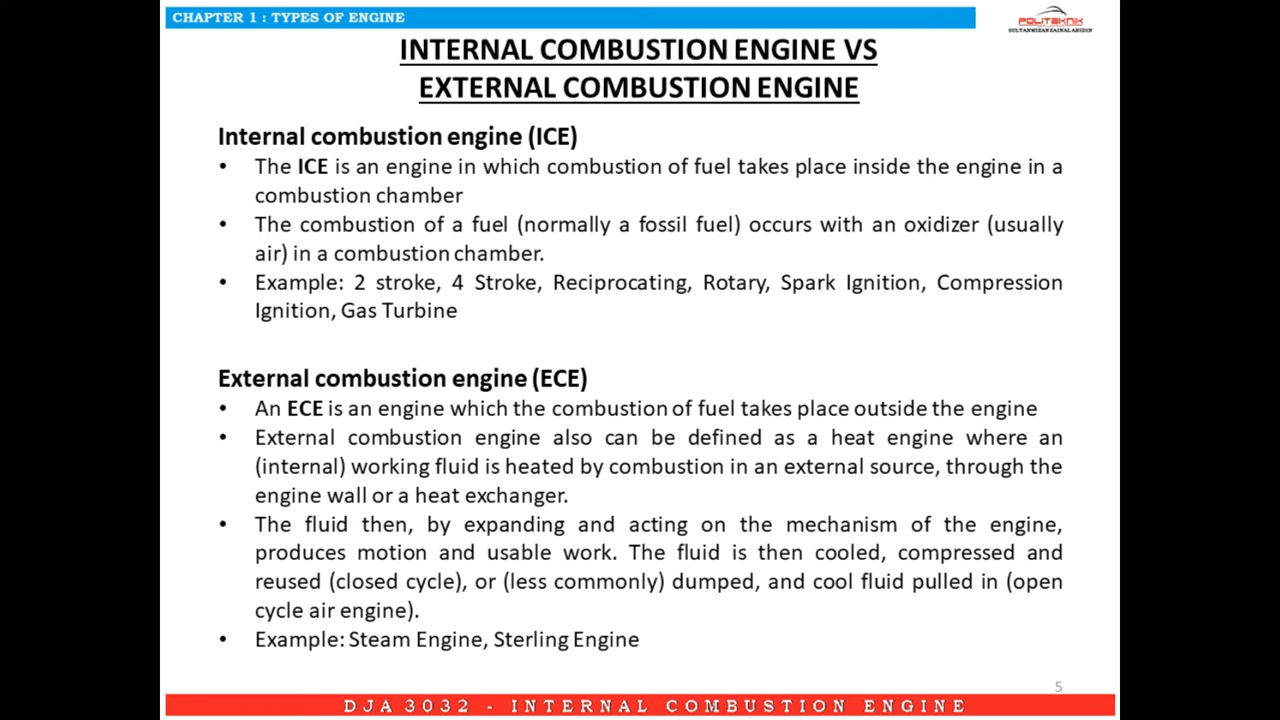 CHAPTER 1 : TYPES OF ENGINE
POLITEKNIK
SULTAN MIZAN ZAINAL ABIDIN
INTERNAL COMBUSTION ENGINE VS
EXTERNAL COMBUSTION ENGINE
Internal combustion engine (ICE)
• The ICE is an engine in which combustion of fuel takes place inside the engine in a
combustion chamber
• The combustion of a fuel (normally a fossil fuel) occurs with an oxidizer (usually
air) in a combustion chamber.
• Example: 2 stroke, 4 Stroke, Reciprocating, Rotary, Spark Ignition, Compression
Ignition, Gas Turbine
External combustion engine (ECE)
• An ECE is an engine which the combustion of fuel takes place outside the engine
• External combustion engine also can be defined as a heat engine where an
(internal) working fluid is heated by combustion in an external source, through the
engine wall or a heat exchanger.
• The fluid then, by expanding and acting on the mechanism of the engine,
produces motion and usable work. The fluid is then cooled, compressed and
reused (closed cycle), or (less commonly) dumped, and cool fluid pulled in (open
cycle air engine).
• Example: Steam Engine, Sterling Engine
5
DJA 3032 - INTERNAL COMBUSTION ENGINE